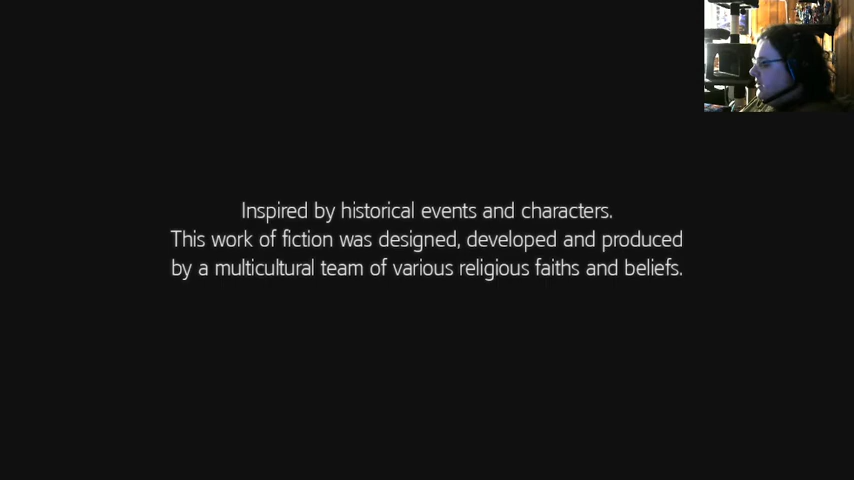 Inspired by historical events and characters.
This work of fiction was designed, developed and produced
by a multicultural team of various religious faiths and beliefs.